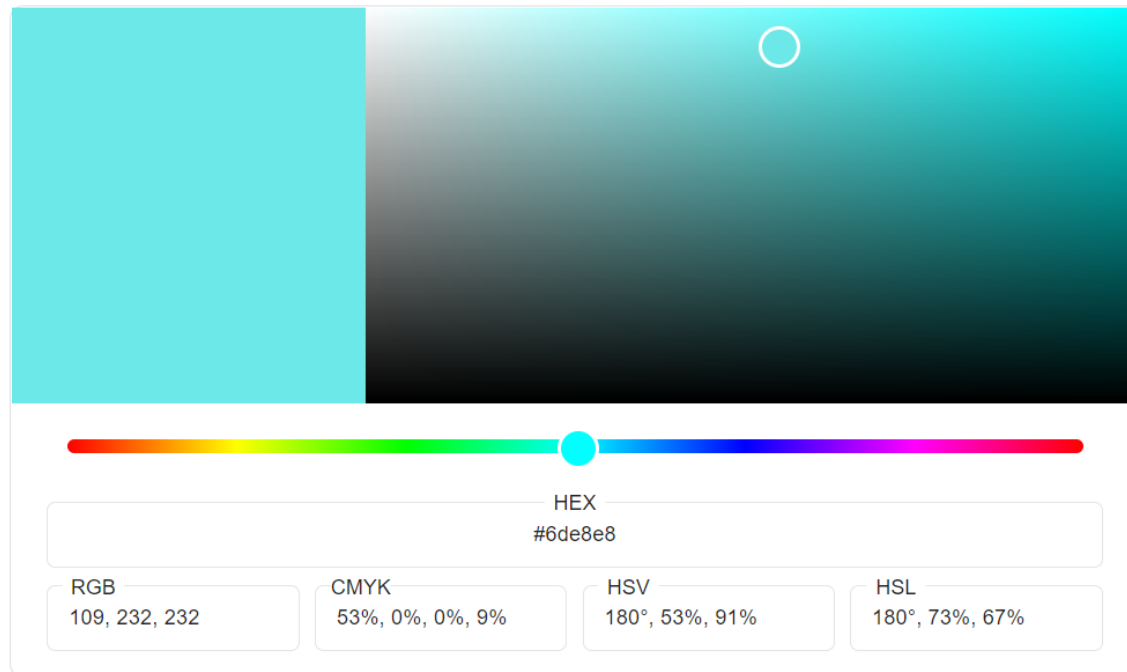 HEX
#6de8e8
RGB
109, 232, 232
CMYK
53%, 0%, 0%, 9%
HSV
180°, 53%, 91%
HSL
180°, 73%, 67%